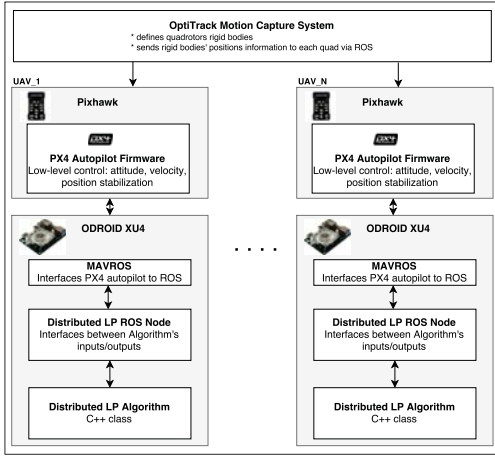 OptiTrack Motion Capture System
* defines quadrotors rigid bodies
* sends rigid bodies' positions information to each quad via ROS
UAV_1
Pixhawk
PX4
PX4 Autopilot Firmware
Low-level control: attitude, velocity,
position stabilization
ODROID XU4
MAVROS
Interfaces PX4 autopilot to ROS
Distributed LP ROS Node
Interfaces between Algorithm's
inputs/outputs
Distributed LP Algorithm
C++ class
. . . .
UAV_N
Pixhawk
PX4
PX4 Autopilot Firmware
Low-level control: attitude, velocity,
position stabilization
ODROID XU4
MAVROS
Interfaces PX4 autopilot to ROS
Distributed LP ROS Node
Interfaces between Algorithm's
inputs/outputs
Distributed LP Algorithm
C++ class